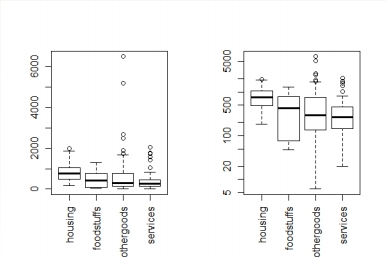 6000
4000
2000
0
housing
foodstuffs
othergoods
services
5000
500
100
20
5
housing
foodstuffs
othergoods
services